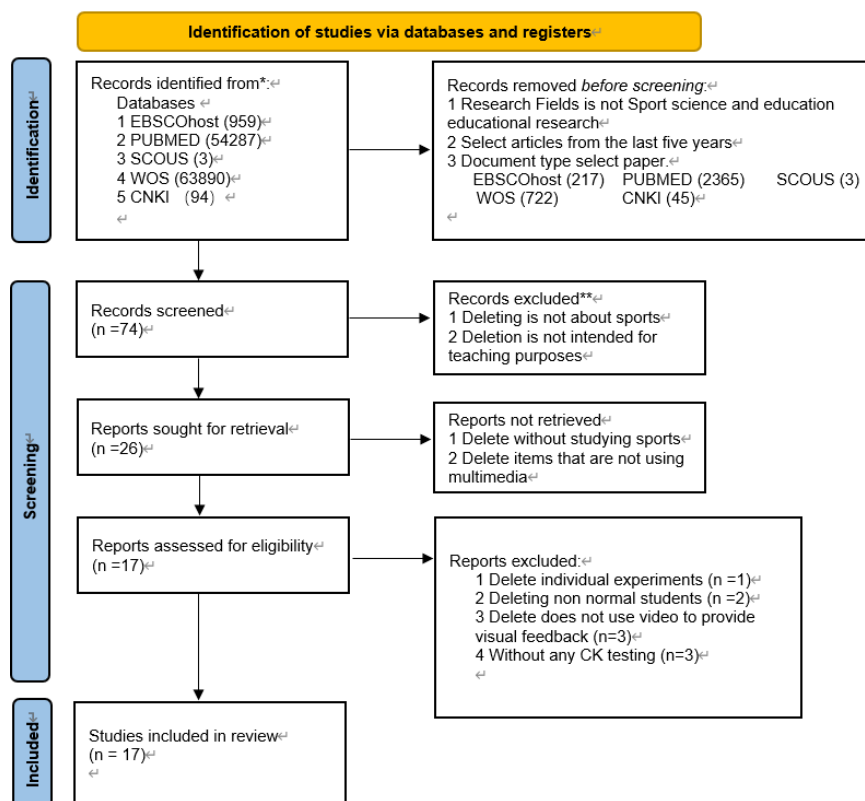 Identification of studies via databases and registers↵
Identification↵
Records identified from*:↵
Databases ↵
1 EBSCOhost (959)↵
2 PUBMED (54287)↵
3 SCOUS (3)↵
4 WOS (63890)↵
5 CNKI (94) ↵
↵
Records removed before screening:↵
1 Research Fields is not Sport science and education
educational research↵
2 Select articles from the last five years↵
3 Document type select paper.↵
EBSCOhost (217) PUBMED (2365) SCOUS (3)
WOS (722) CNKI (45)↵
↵
Screening↵
Records screened↵
(n =74)↵
Records excluded**↵
1 Deleting is not about sports↵
2 Deletion is not intended for
teaching purposes↵
Reports sought for retrieval↵
(n =26)↵
Reports not retrieved↵
1 Delete without studying sports↵
2 Delete items that are not using
multimedia↵
Reports assessed for eligibility↵
(n =17)↵
Reports excluded:↵
1 Delete individual experiments (n =1)↵
2 Deleting non normal students (n =2)↵
3 Delete does not use video to provide
visual feedback (n=3)↵
4 Without any CK testing (n=3)↵
↵
Included↵
Studies included in review↵
(n = 17)↵
↵